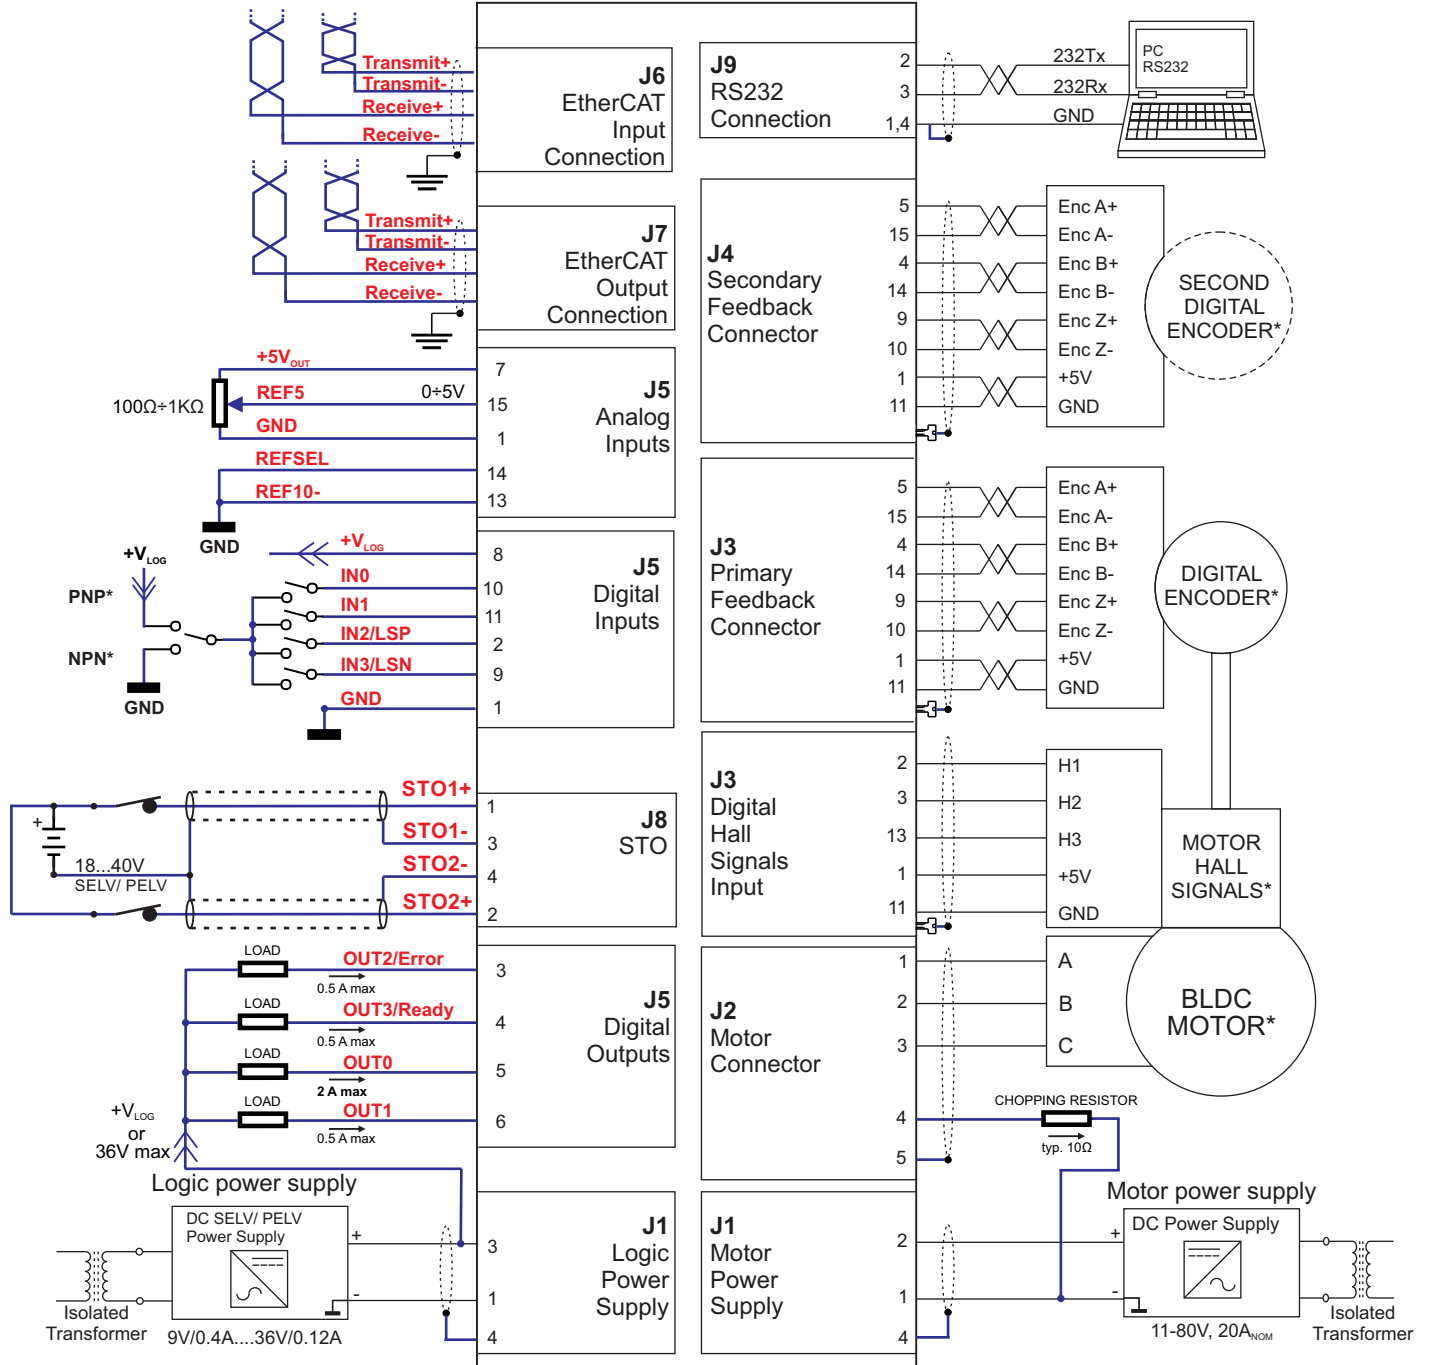 Transmit+
Transmit-
Receive+
Receive-
J6
EtherCAT
Input
Connection
Transmit+
Transmit-
Receive+
Receive-
J7
EtherCAT
Output
Connection
+5VOUT
7
100Ω÷1KΩ
REF5
0÷5V
15
GND
1
REFSEL
14
REF10-
13
GND
J5
Analog
Inputs
+VLOG
8
+VLOG
PNP*
NPN*
GND
IN0
10
IN1
11
IN2/LSP
2
IN3/LSN
9
GND
1
J5
Digital
Inputs
STO1+
1
STO1-
3
STO2-
4
STO2+
2
+
18...40V
SELV/ PELV
J8
STO
LOAD
OUT2/Error
0.5 A max
3
LOAD
OUT3/Ready
0.5 A max
4
LOAD
OUT0
2 A max
5
LOAD
OUT1
0.5 A max
6
+VLOG
or
36V max
J5
Digital
Outputs
Logic power supply
DC SELV/ PELV
Power Supply
+
-
3
1
4
Isolated
Transformer
9V/0.4A....36V/0.12A
J1
Logic
Power
Supply
J9
RS232
Connection
2
232Tx
3
232Rx
1,4
GND
PC
RS232
J4
Secondary
Feedback
Connector
5
Enc A+
15
Enc A-
4
Enc B+
14
Enc B-
9
Enc Z+
10
Enc Z-
1
+5V
11
GND
SECOND
DIGITAL
ENCODER*
J3
Primary
Feedback
Connector
5
Enc A+
15
Enc A-
4
Enc B+
14
Enc B-
9
Enc Z+
10
Enc Z-
1
+5V
11
GND
DIGITAL
ENCODER*
J3
Digital
Hall
Signals
Input
2
H1
3
H2
13
H3
1
+5V
11
GND
MOTOR
HALL
SIGNALS*
J2
Motor
Connector
1
A
2
B
3
C
4
5
BLDC
MOTOR*
CHOPPING RESISTOR
typ. 10Ω
Motor power supply
DC Power Supply
+
-
J1
Motor
Power
Supply
2
1
4
11-80V, 20ANOM
Isolated
Transformer